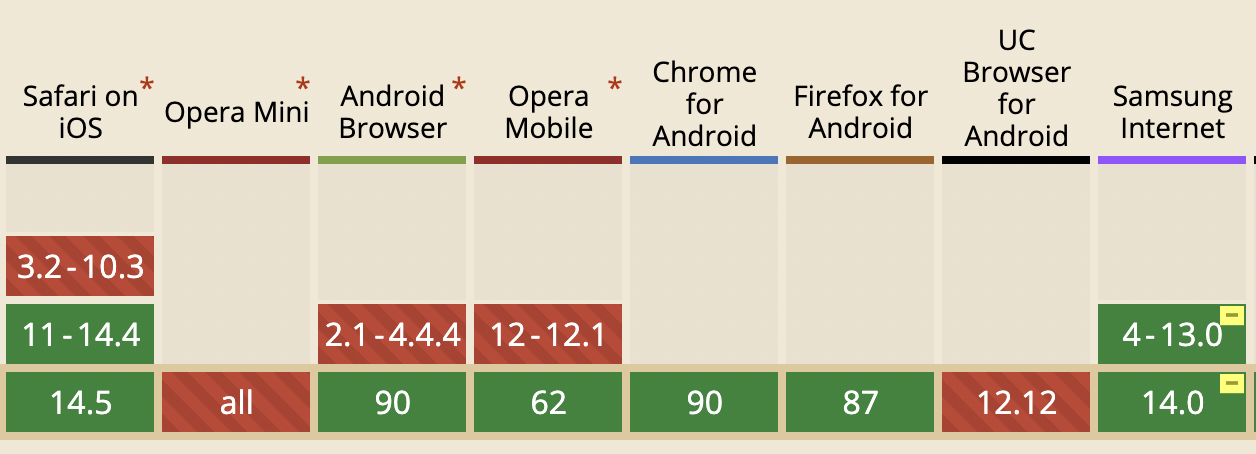 Safari on*
iOS
Opera Mini*
Android*
Browser
Opera*
Mobile
Chrome
for
Android
Firefox for
Android
UC
Browser
for
Android
Samsung
Internet
3.2-10.3
11-14.4
2.1-4.4.4
12-12.1
4-13.0
14.5
all
90
62
90
87
12.12
14.0